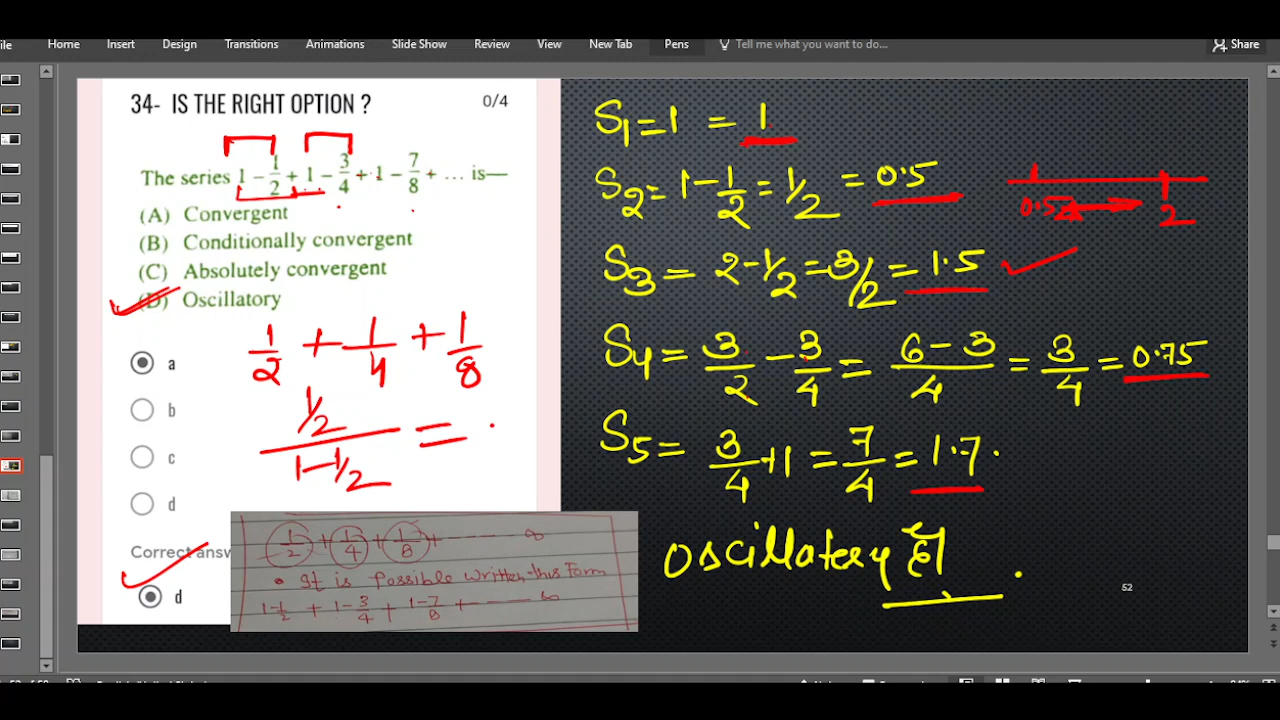 File Home Insert Design Transitions Animations Slide Show Review View New Tab Pens Tell me what you want to do... Share
34- IS THE RIGHT OPTION ? 0/4
The series 1 − 1/2 + 1 − 3/4 + 1 − 7/8 + ... is—
(A) Convergent
(B) Conditionally convergent
(C) Absolutely convergent
(D) Oscillatory
1/2 + 1/4 + 1/8
(1/2)/(1−1/2) =
a
b
c
d
Correct answ
d
1/2 + 1/4 + 1/8 + ------ ∞
• It is possible written this form
1−1/2 + 1−3/4 + 1−7/8 + ------ ∞
S1 = 1 = 1
S2 = 1−1/2 = 1/2 = 0.5
S3 = 2−1/2 = 3/2 = 1.5
S4 = 3/2 − 3/4 = (6−3)/4 = 3/4 = 0.75
S5 = 3/4+1 = 7/4 = 1.7.
oscillatery है।
1
2
52